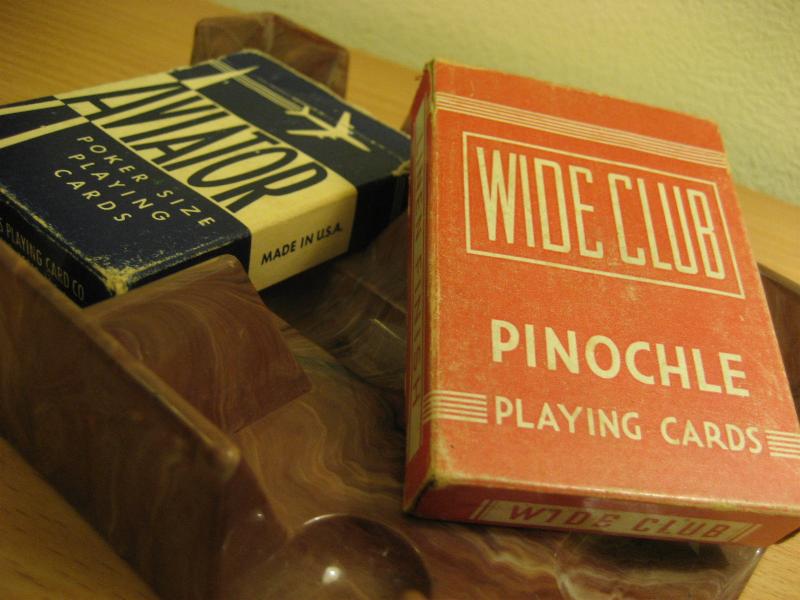 AVIATOR
POKER SIZE
PLAYING
CARDS
MADE IN U.S.A.
PLAYING CARD CO
WIDE CLUB
PINOCHLE
PLAYING CARDS
WIDE CLUB